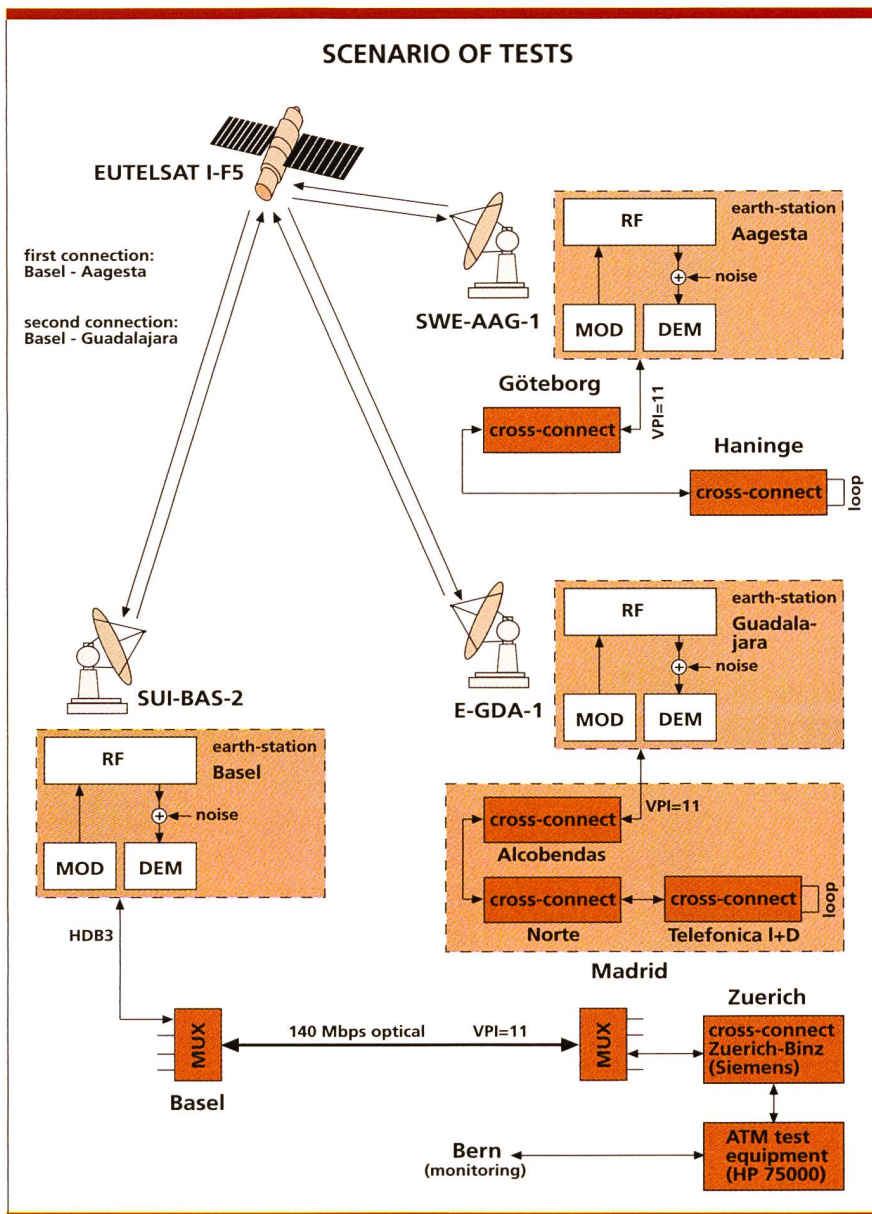 SCENARIO OF TESTS
EUTELSAT I-F5
first connection:
Basel - Aagesta
second connection:
Basel - Guadalajara
SWE-AAG-1
earth-station
Aagesta
RF
+
noise
MOD
DEM
VPI=11
Göteborg
cross-connect
Haninge
cross-connect
loop
SUI-BAS-2
earth-station
Basel
RF
+
noise
MOD
DEM
HDB3
E-GDA-1
earth-station
Guadala-
jara
RF
+
noise
MOD
DEM
VPI=11
cross-connect
Alcobendas
cross-connect
Norte
cross-connect
Telefonica I+D
loop
Madrid
MUX
Basel
140 Mbps optical
VPI=11
MUX
Zuerich
cross-connect
Zuerich-Binz
(Siemens)
ATM test
equipment
(HP 75000)
Bern
(monitoring)